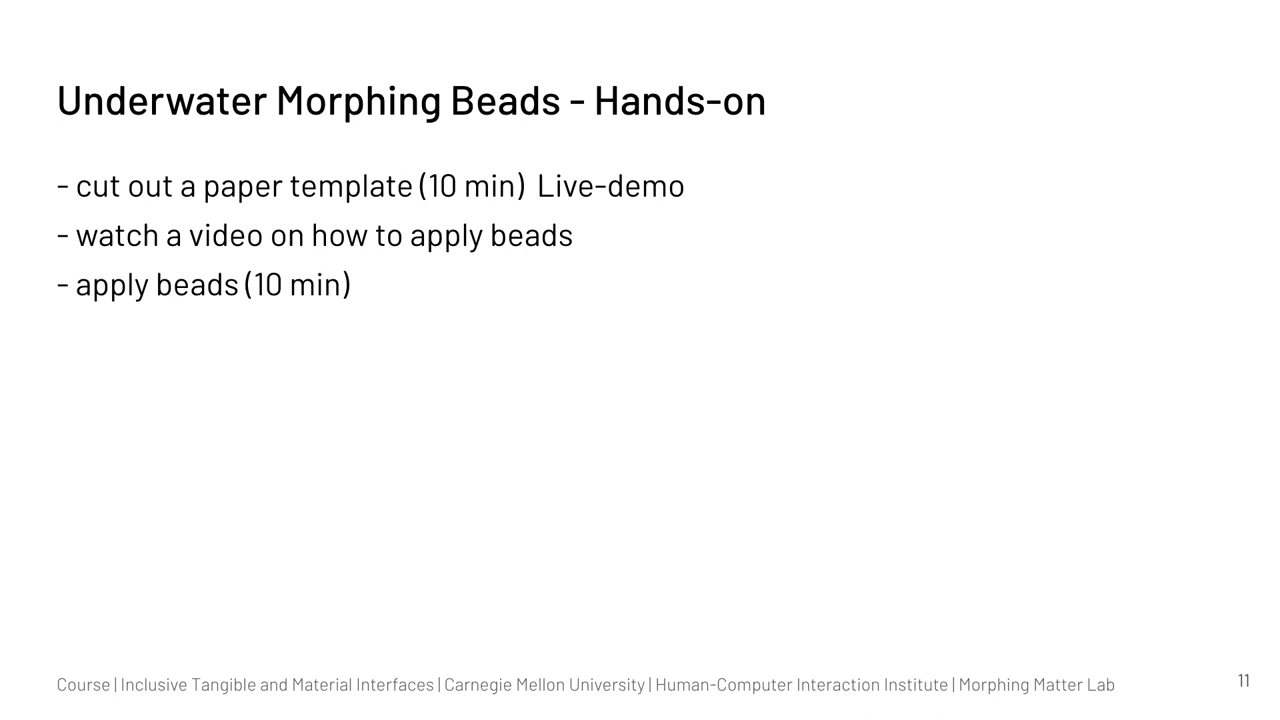 Underwater Morphing Beads - Hands-on
- cut out a paper template (10 min)  Live-demo
- watch a video on how to apply beads
- apply beads (10 min)
Course | Inclusive Tangible and Material Interfaces | Carnegie Mellon University | Human-Computer Interaction Institute | Morphing Matter Lab
11